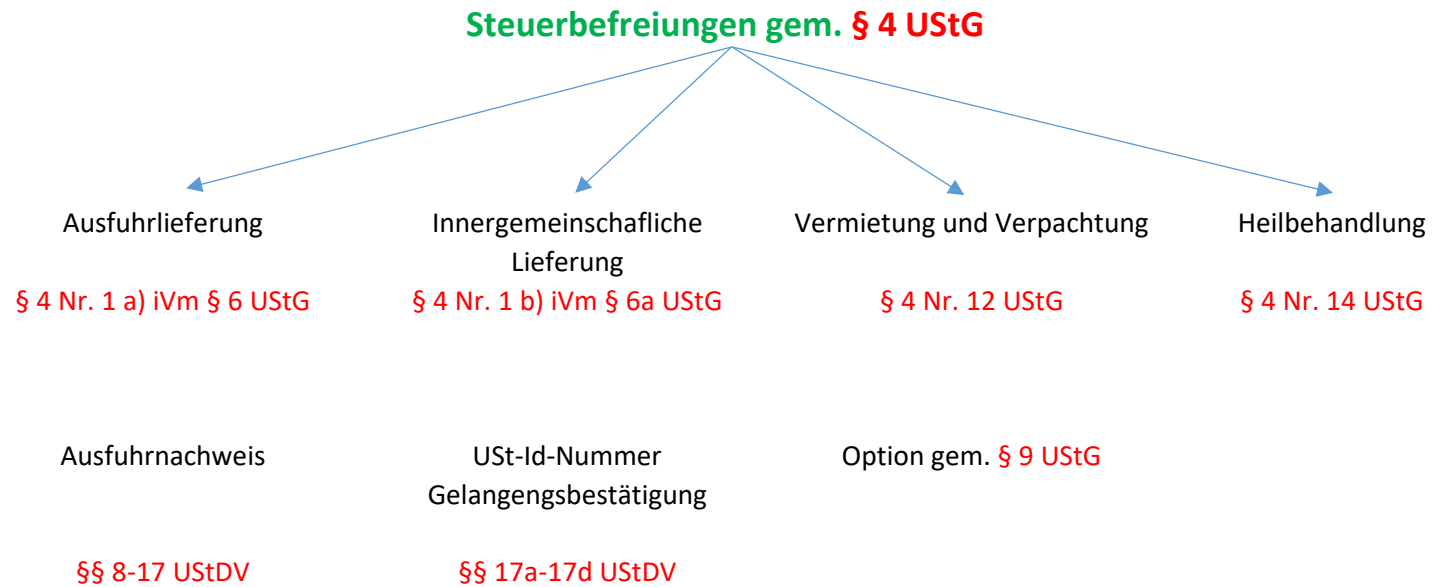 Steuerbefreiungen gem. § 4 UStG
Ausfuhrlieferung
Innergemeinschafliche
Lieferung
Vermietung und Verpachtung
Heilbehandlung
§ 4 Nr. 1 a) iVm § 6 UStG
§ 4 Nr. 1 b) iVm § 6a UStG
§ 4 Nr. 12 UStG
§ 4 Nr. 14 UStG
Ausfuhrnachweis
USt-Id-Nummer
Gelangengsbestätigung
Option gem. § 9 UStG
§§ 8-17 UStDV
§§ 17a-17d UStDV